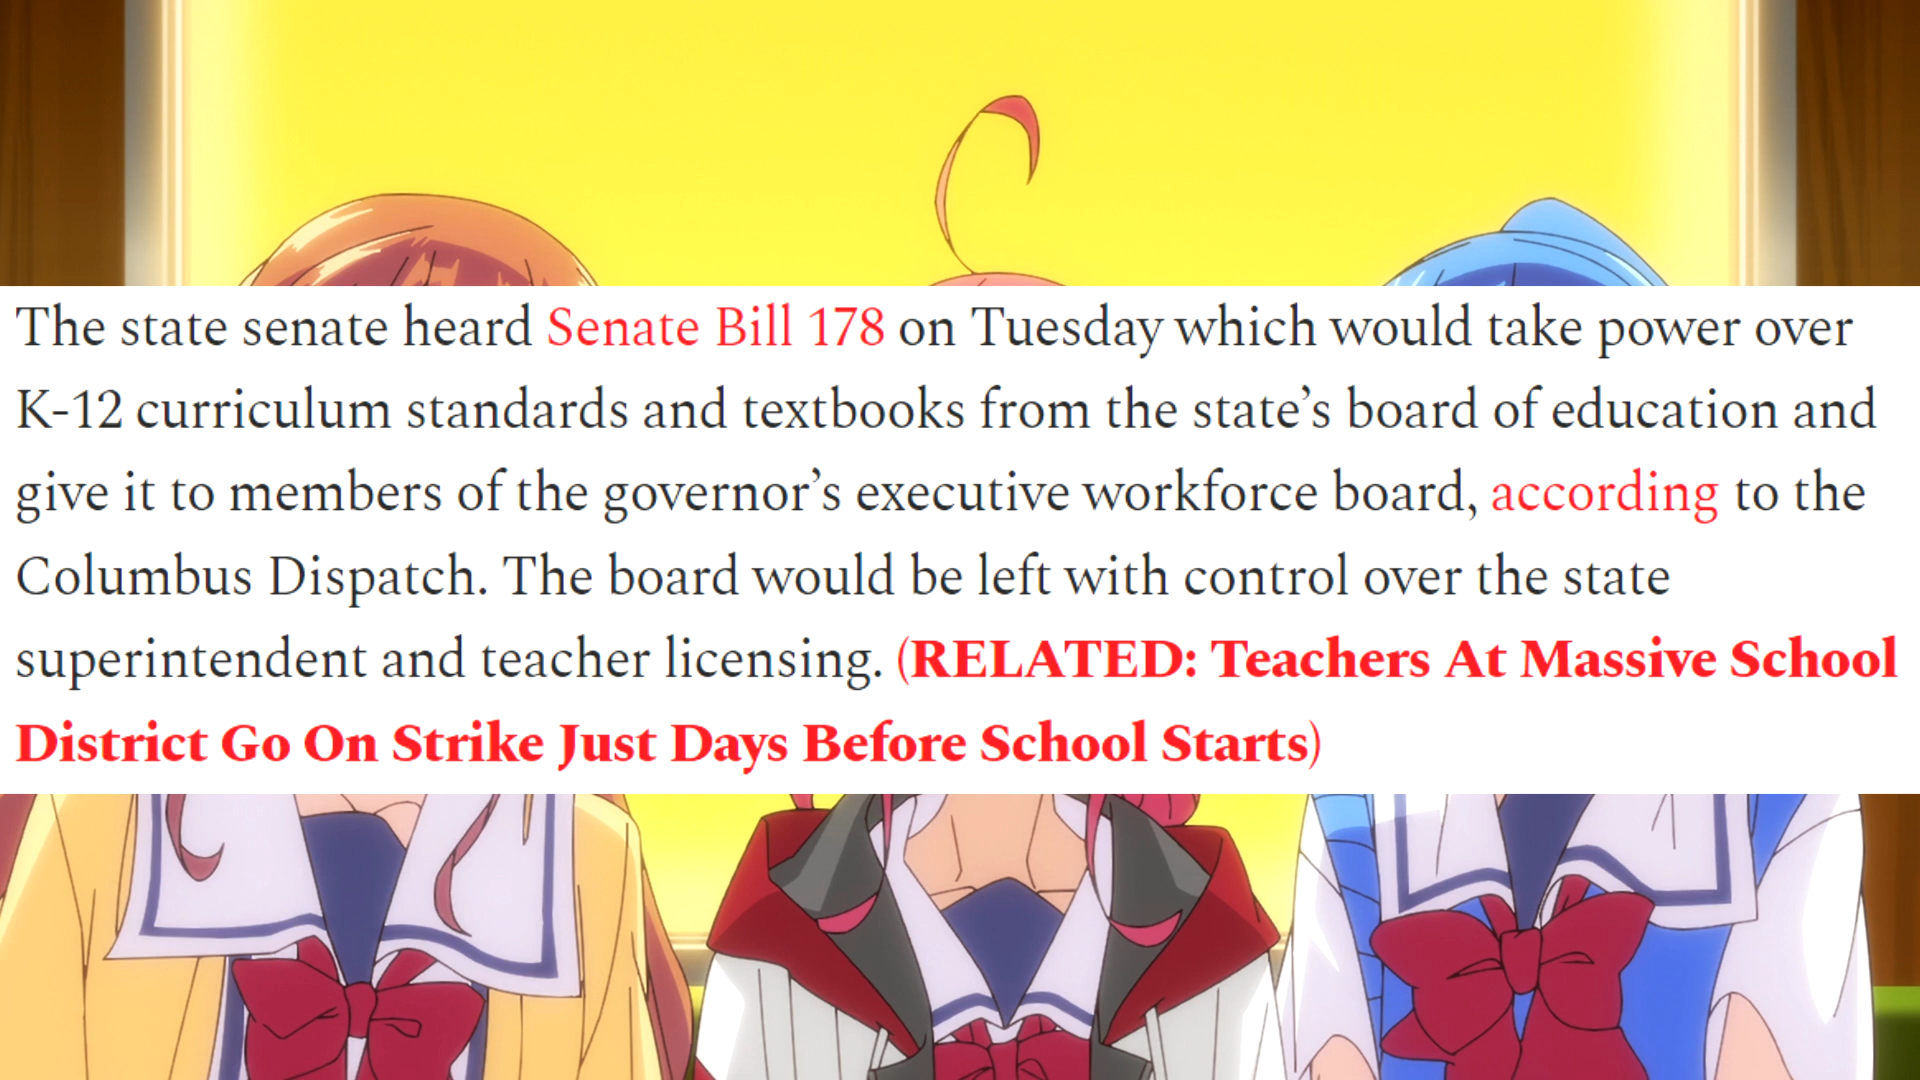 The state senate heard Senate Bill 178 on Tuesday which would take power over
K-12 curriculum standards and textbooks from the state’s board of education and
give it to members of the governor’s executive workforce board, according to the
Columbus Dispatch. The board would be left with control over the state
superintendent and teacher licensing. (RELATED: Teachers At Massive School
District Go On Strike Just Days Before School Starts)